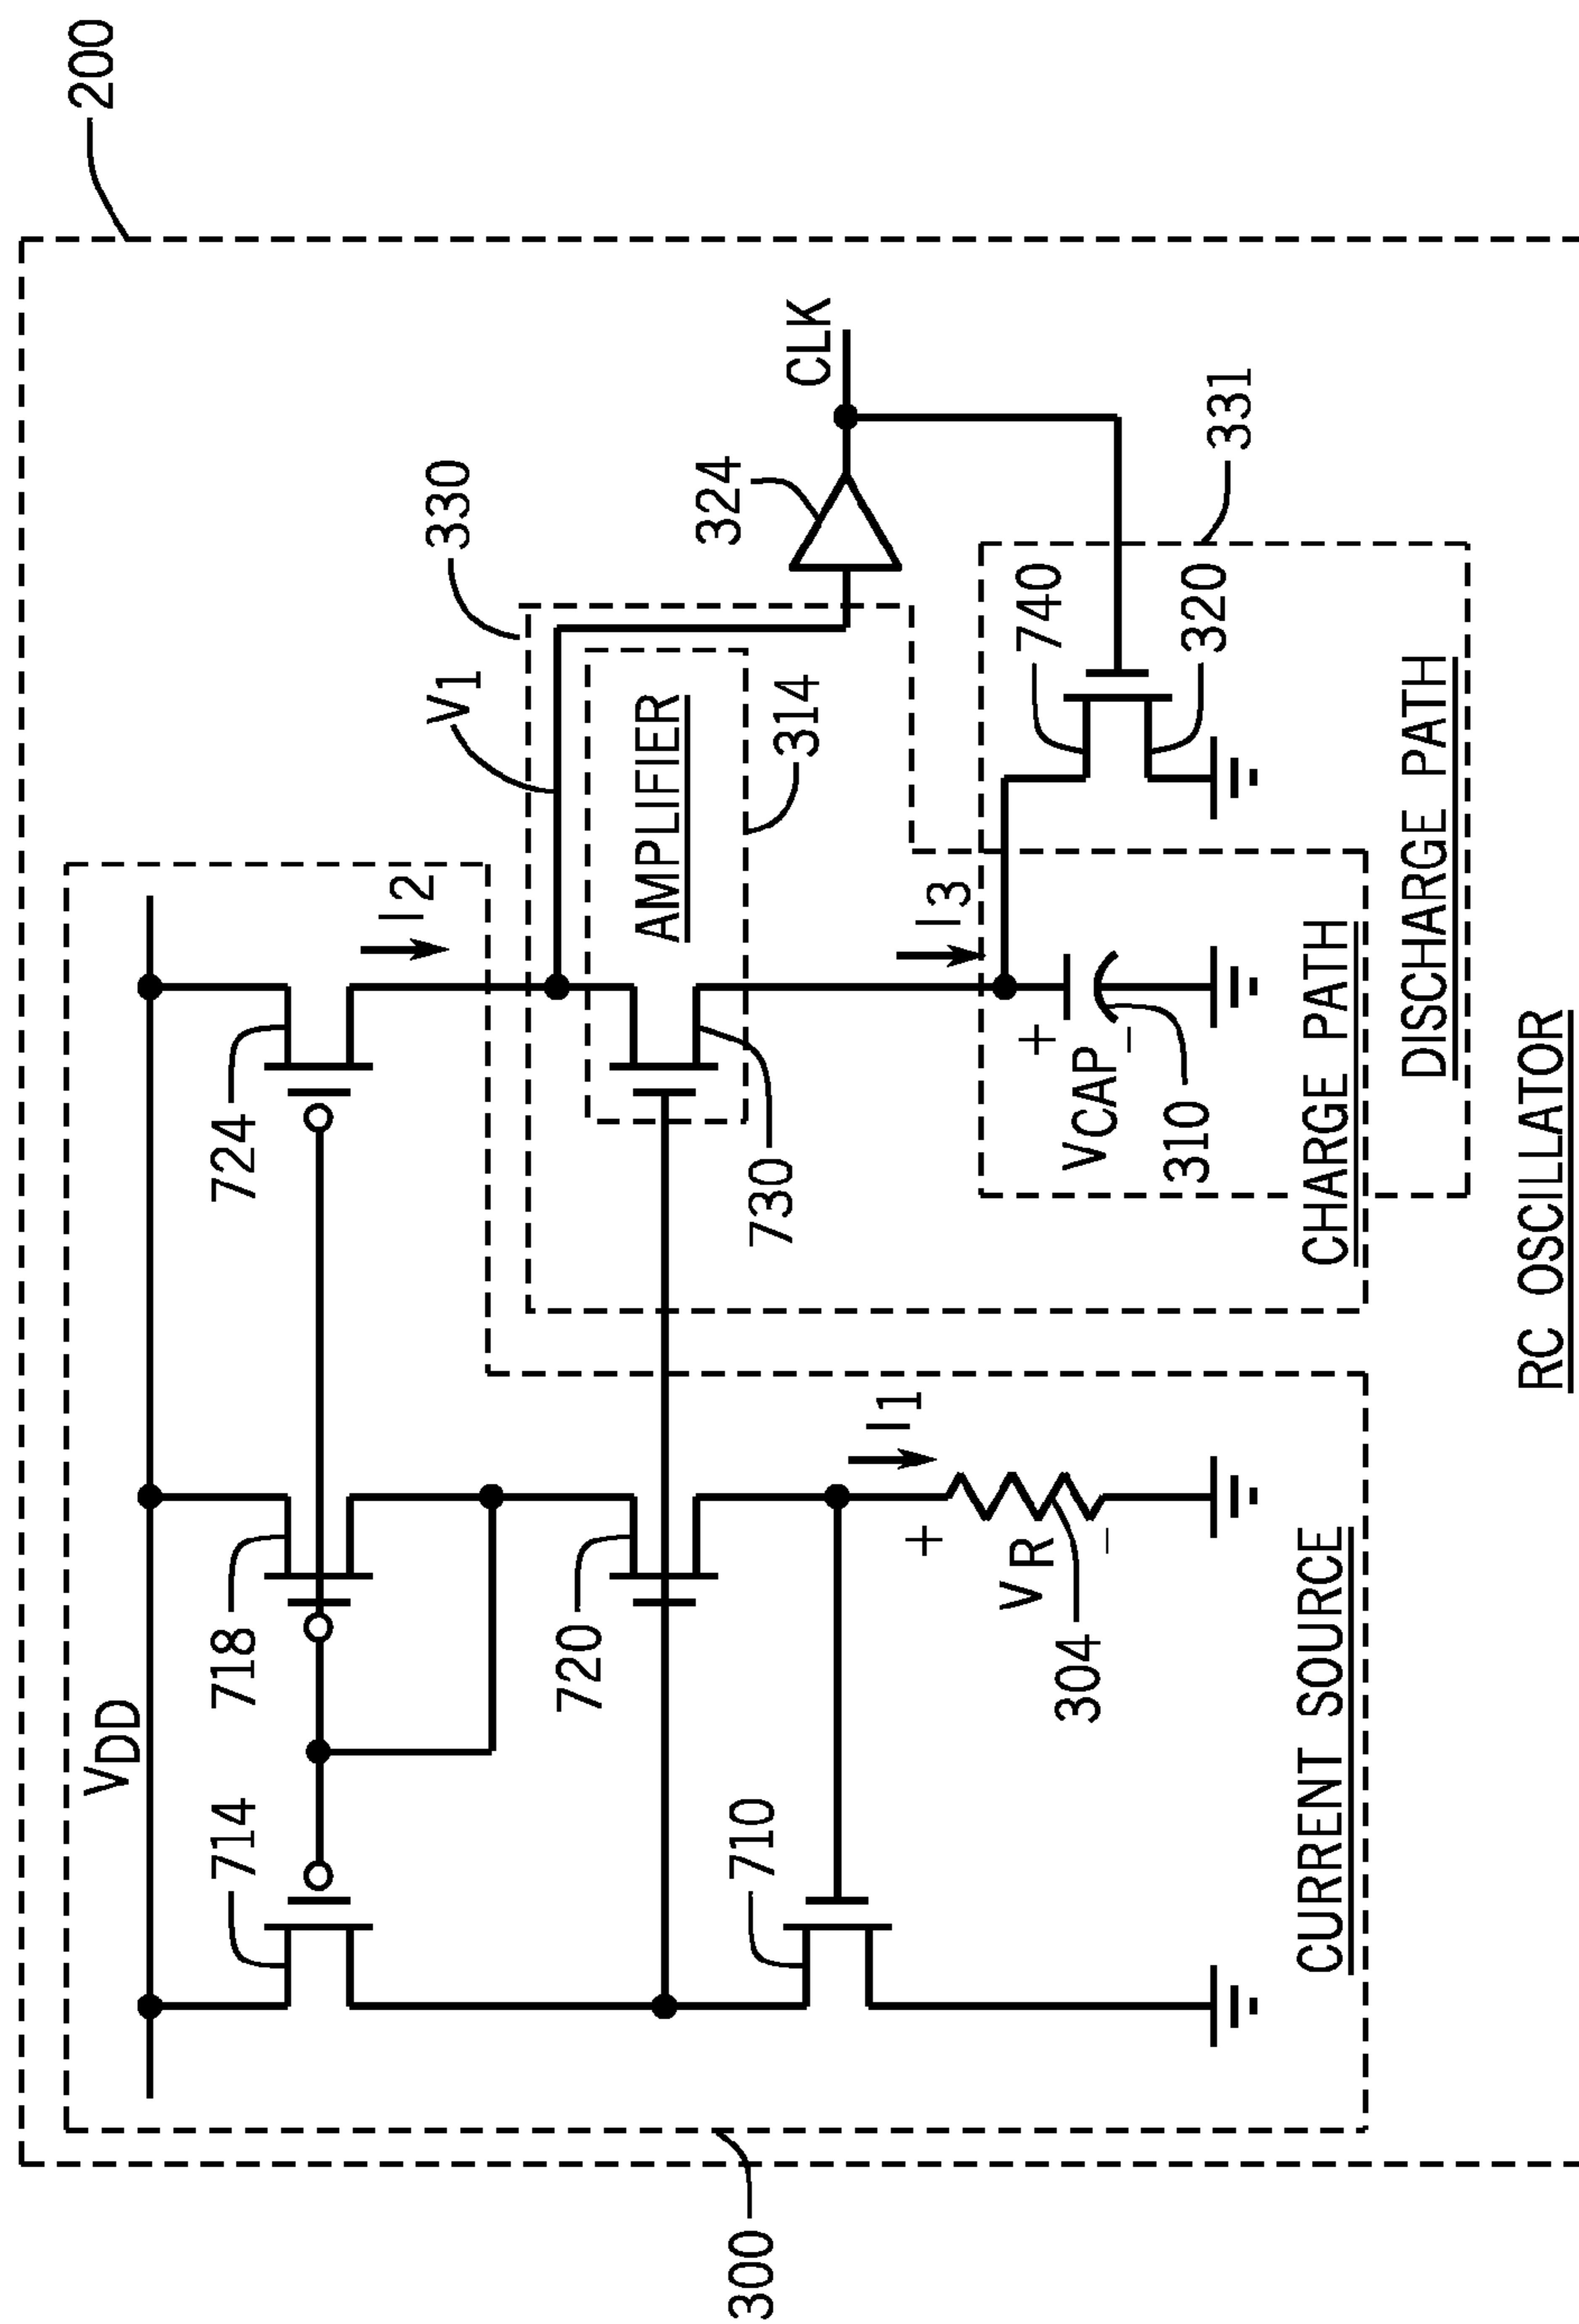 200
VDD
714
718
724
I2
V1
330
AMPLIFIER
314
324
CLK
720
730
710
I1
+
VR
−
304
I3
+
VCAP
−
310
740
320
331
CURRENT SOURCE
CHARGE PATH
DISCHARGE PATH
300
RC OSCILLATOR